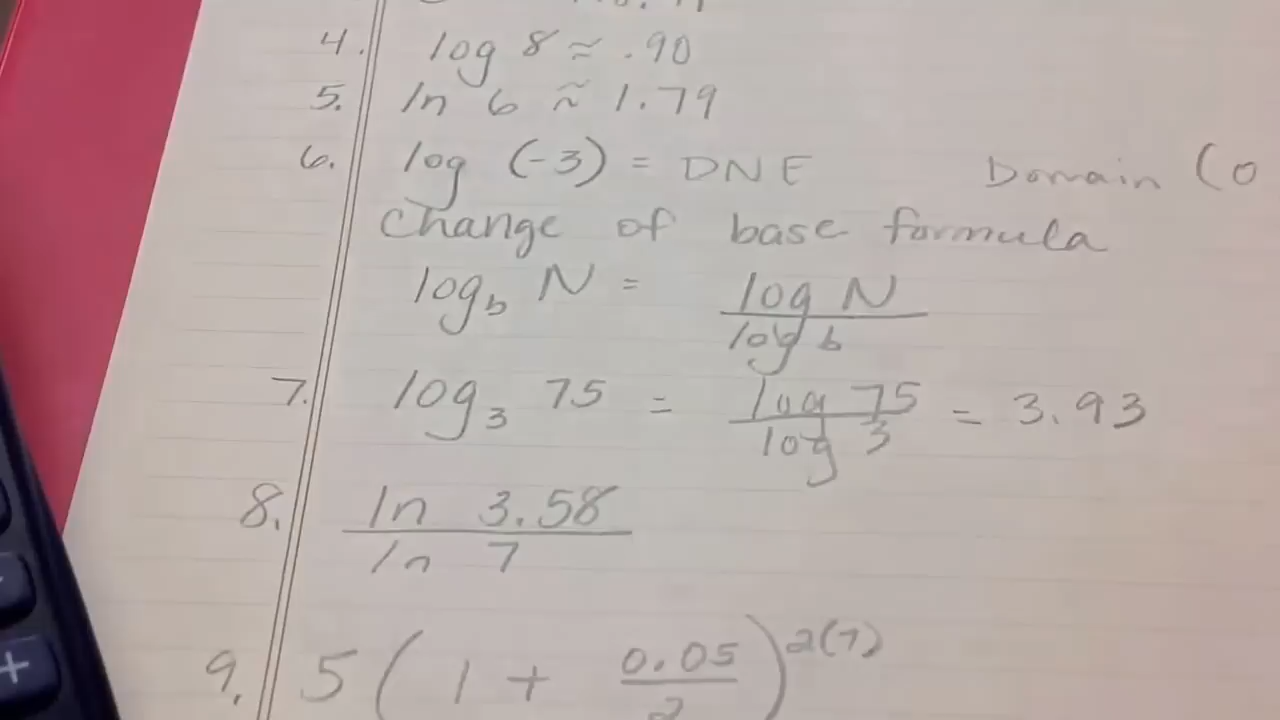 4. log 8 ≈ .90
5. ln 6 ≈ 1.79
6. log (-3) = DNE Domain (0
Change of base formula
log_b N = log N / log b
7. log_3 75 = log 75 / log 3 = 3.93
8. ln 3.58 / ln 7
9. 5 ( 1 + 0.05 / 2 )^2(7)
+